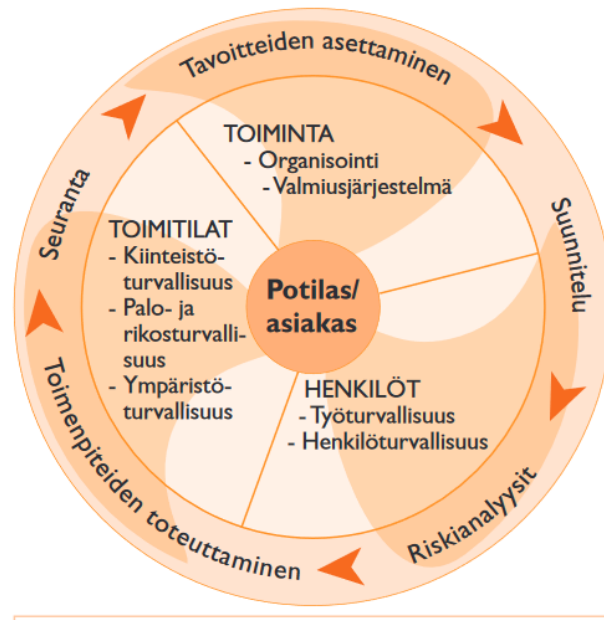 Tavoitteiden asettaminen
Suunnitelu
Riskianalyysit
Toimenpiteiden toteuttaminen
Seuranta
TOIMINTA
- Organisointi
- Valmiusjärjestelmä
TOIMITILAT
- Kiinteistö-
turvallisuus
- Palo- ja
rikosturvalli-
suus
- Ympäristö-
turvallisuus
Potilas/
asiakas
HENKILÖT
- Työturvallisuus
- Henkilöturvallisuus